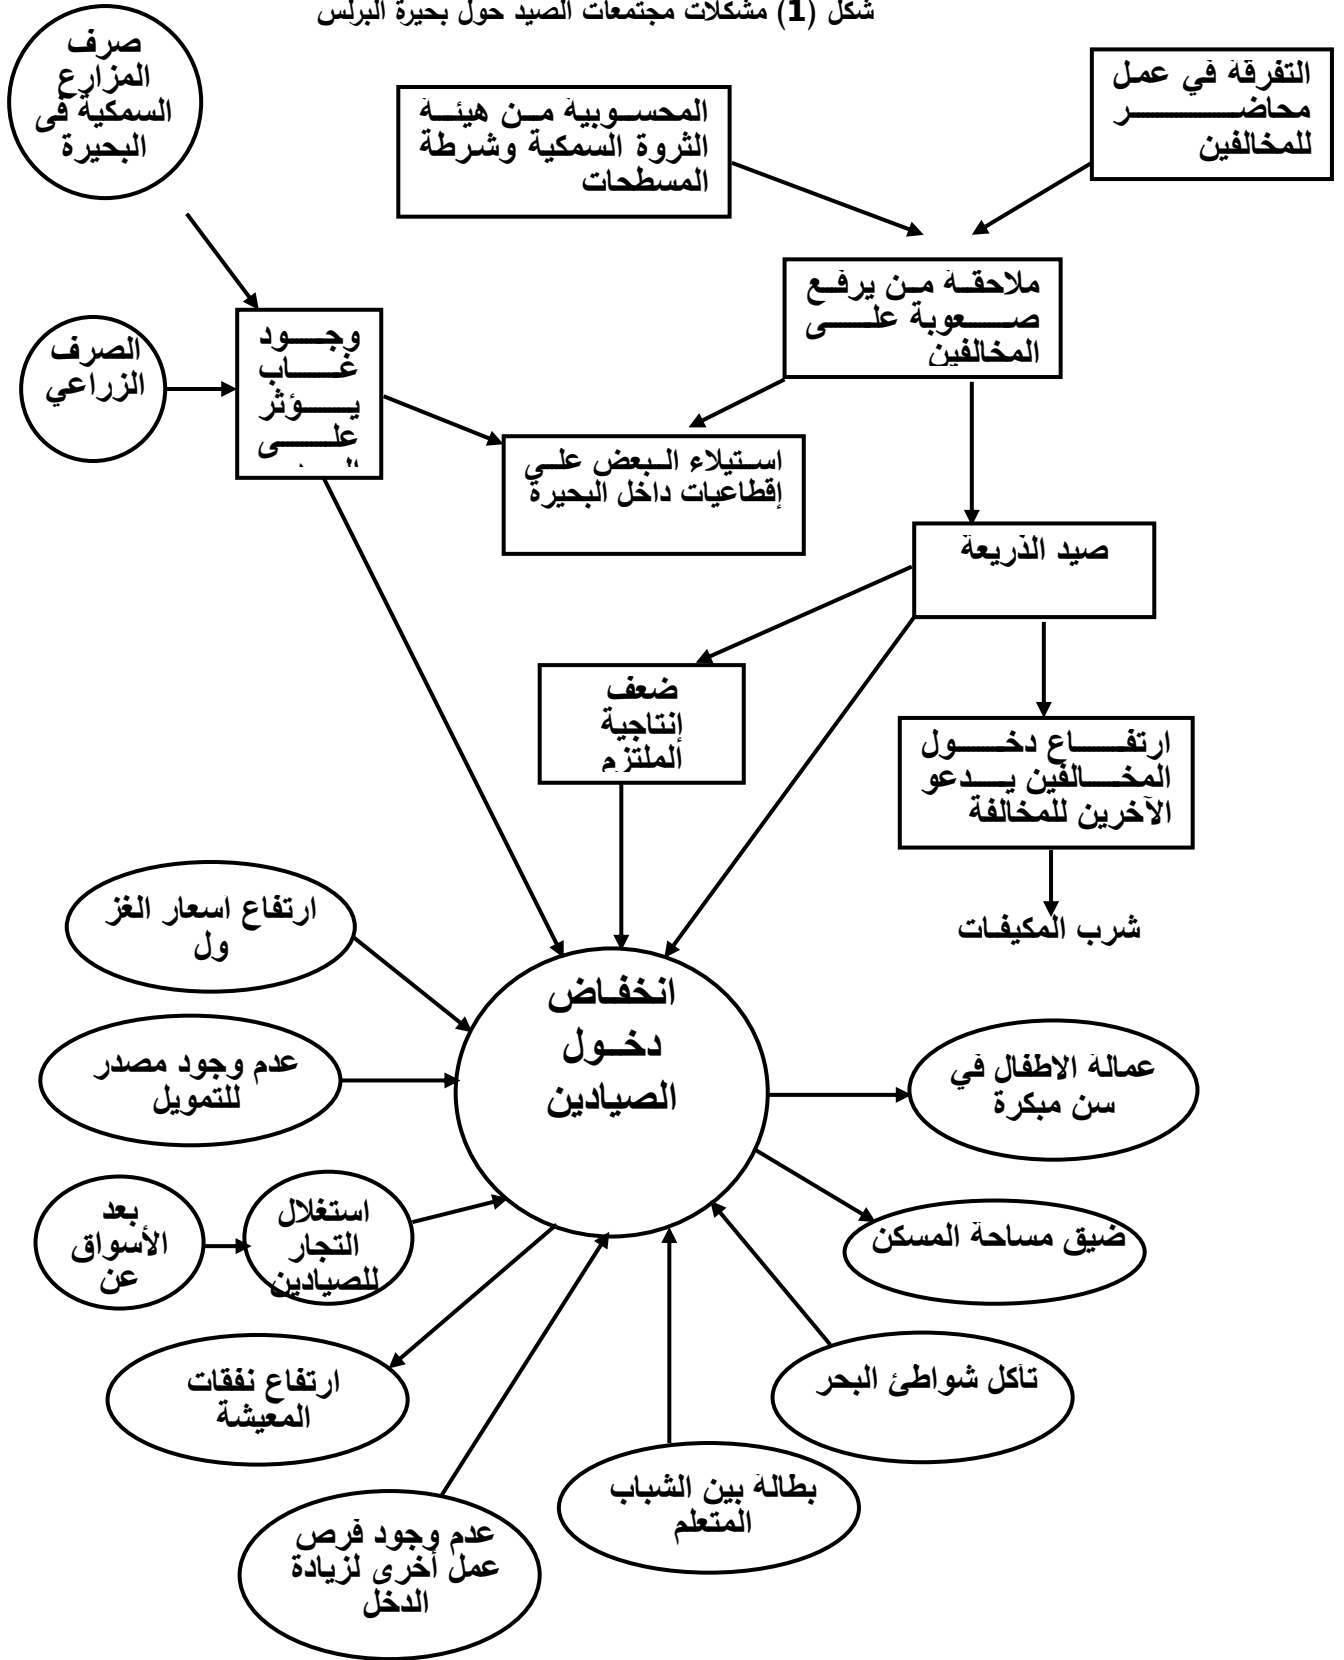 شكل (1) مشكلات مجتمعات الصيد حول بحيرة البرلس
صرف
المزارع
السمكية فى
البحيرة
التفرقة في عمل
محاضر
للمخالفين
المحسوبية من هيئة
الثروة السمكية وشرطة
المسطحات
ملاحقة من يرفع
صعوبة على
المخالفين
وجود
غاب
يؤثر
على
الصرف
الزراعي
استيلاء البعض علي
إقطاعيات داخل البحيرة
صيد الذريعة
ضعف
إنتاجية
الملتزم
ارتفاع دخول
المخالفين يدعو
الآخرين للمخالفة
شرب المكيفات
ارتفاع اسعار الغز
ول
انخفاض
دخول
الصيادين
عدم وجود مصدر
للتمويل
عمالة الاطفال في
سن مبكرة
بعد
الأسواق
عن
استغلال
التجار
للصيادين
ضيق مساحة المسكن
ارتفاع نفقات
المعيشة
تأكل شواطئ البحر
بطالة بين الشباب
المتعلم
عدم وجود فرص
عمل أخرى لزيادة
الدخل